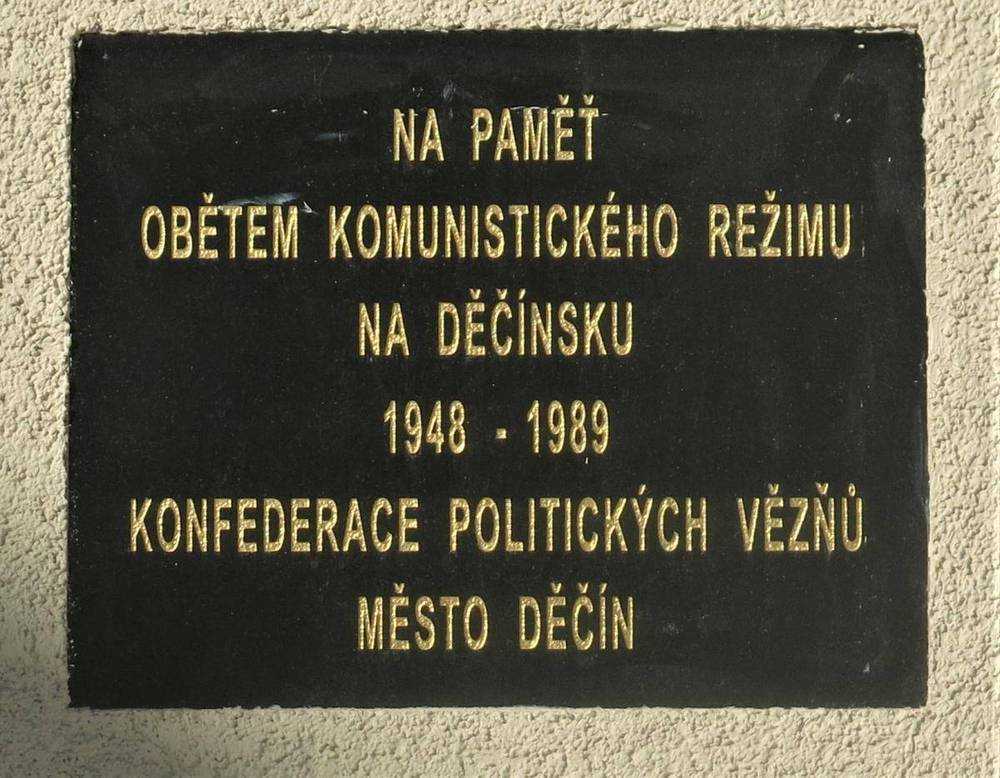 NA PAMĚŤ
OBĚTEM KOMUNISTICKÉHO REŽIMU
NA DĚČÍNSKU
1948 - 1989
KONFEDERACE POLITICKÝCH VĚZŇŮ
MĚSTO DĚČÍN